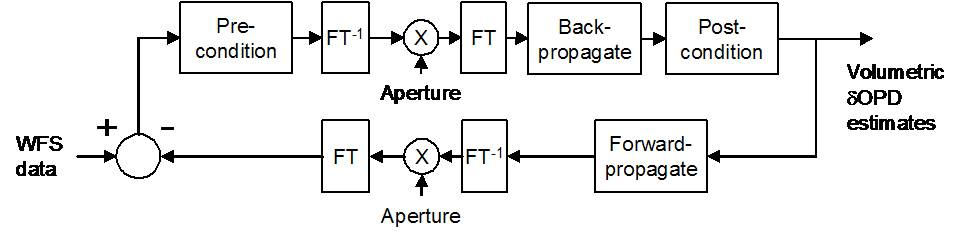 Pre-
condition
FT-1
X
FT
Back-
propagate
Post-
condition
Aperture
Volumetric
δOPD
estimates
+
−
WFS
data
FT
X
FT-1
Forward-
propagate
Aperture